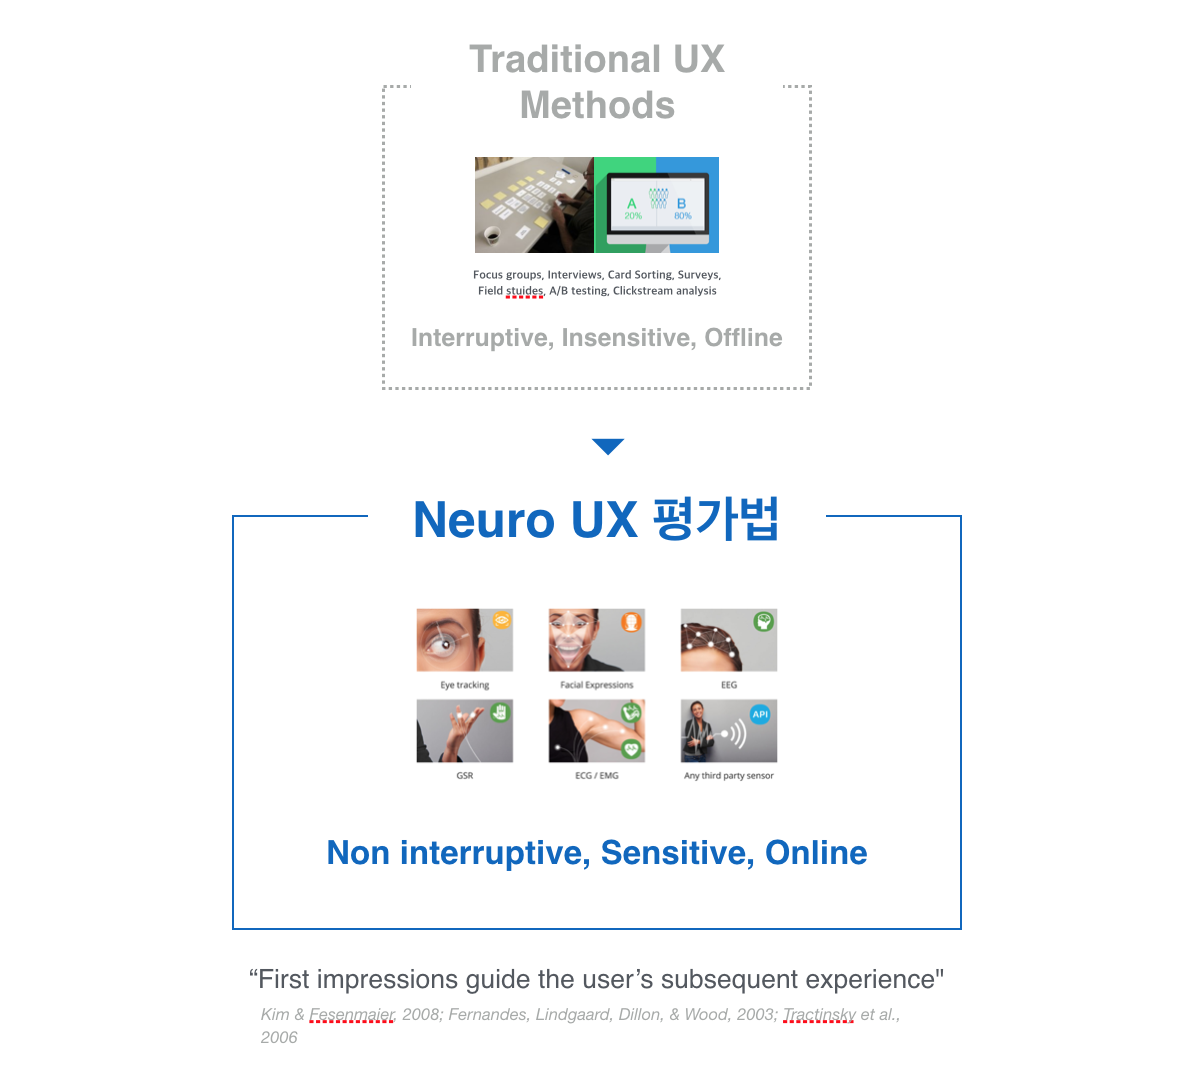 Traditional UX
Methods
A
20%
B
80%
Focus groups, Interviews, Card Sorting, Surveys,
Field stuides, A/B testing, Clickstream analysis
Interruptive, Insensitive, Offline
Neuro UX 평가법
Eye tracking
Facial Expressions
EEG
API
GSR
ECG / EMG
Any third party sensor
Non interruptive, Sensitive, Online
“First impressions guide the user’s subsequent experience"
Kim & Fesenmaier, 2008; Fernandes, Lindgaard, Dillon, & Wood, 2003; Tractinsky et al.,
2006